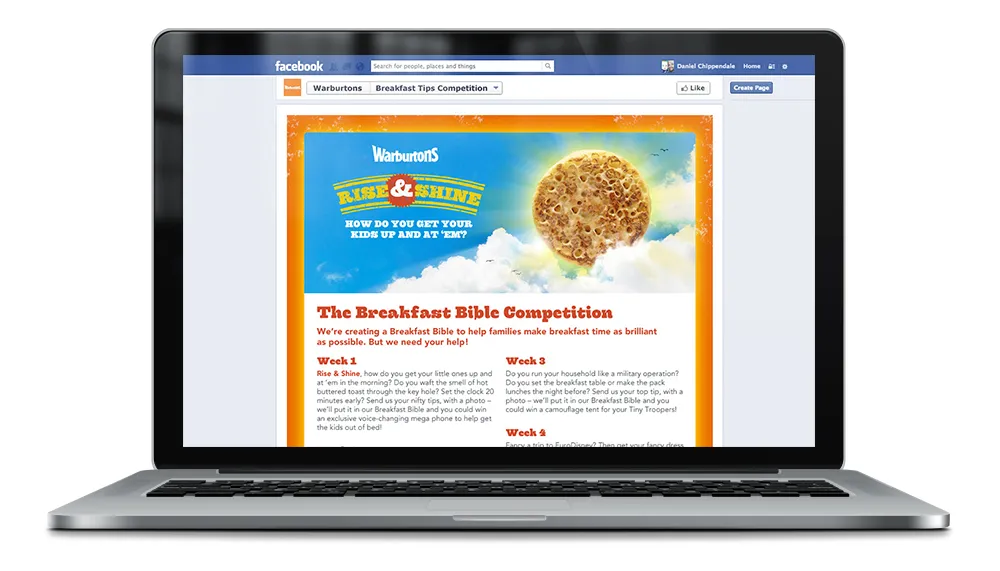 facebook
Search for people, places and things
Daniel Chippendale
Home
Warburtons
Breakfast Tips Competition
Like
Create Page
Warburtons
RISE & SHINE
HOW DO YOU GET YOUR
KIDS UP AND AT 'EM?
The Breakfast Bible Competition
We're creating a Breakfast Bible to help families make breakfast time as brilliant
as possible. But we need your help!
Week 1
Rise & Shine, how do you get your little ones up and
at 'em in the morning? Do you waft the smell of hot
buttered toast through the key hole? Set the clock 20
minutes early? Send us your nifty tips, with a photo –
we'll put it in our Breakfast Bible and you could win
an exclusive voice-changing mega phone to help get
the kids out of bed!
Week 3
Do you run your household like a military operation?
Do you set the breakfast table or make the pack
lunches the night before? Send us your top tip, with a
photo – we'll put it in our Breakfast Bible and you
could win a camouflage tent for your Tiny Troopers!
Week 4
Fancy a trip to EuroDisney? Then get your fancy dress